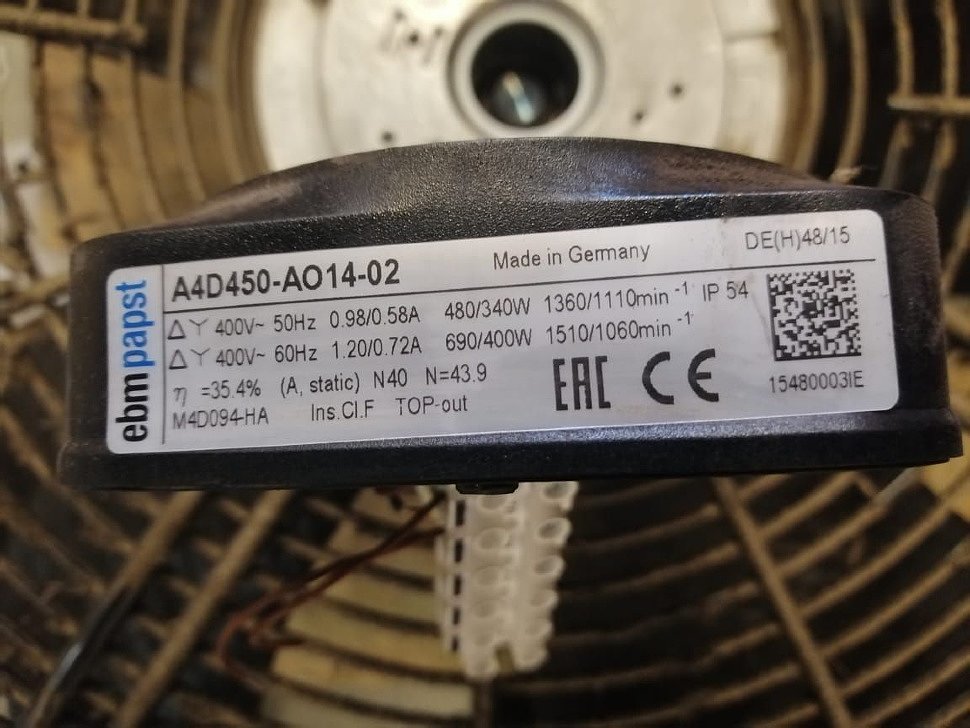 ebmpapst
A4D450-AO14-02 Made in Germany DE(H)48/15
△ Y 400V~ 50Hz 0.98/0.58A 480/340W 1360/1110min -1 IP 54
△ Y 400V~ 60Hz 1.20/0.72A 690/400W 1510/1060min -1
η =35.4% (A, static) N40 N=43.9
M4D094-HA Ins.Cl.F TOP-out
EAC CE
15480003IE